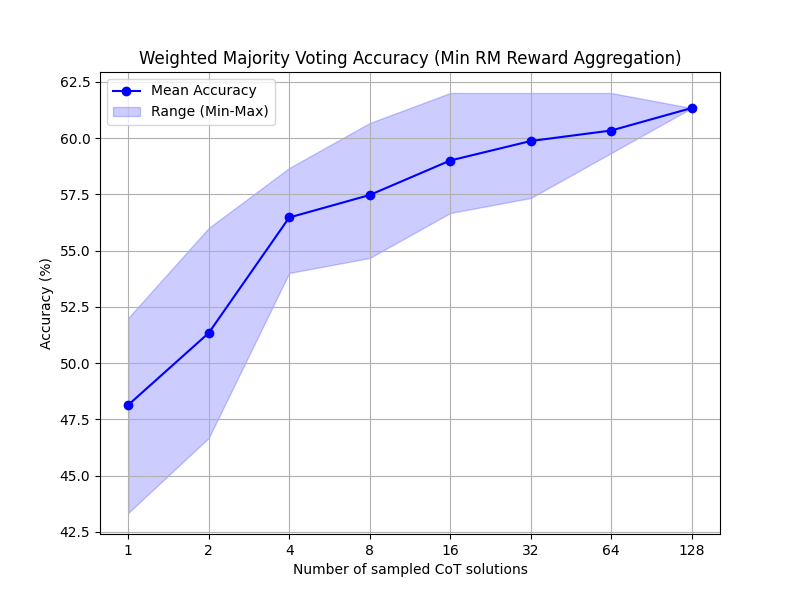 Weighted Majority Voting Accuracy (Min RM Reward Aggregation)
Mean Accuracy
Range (Min-Max)
Accuracy (%)
62.5
60.0
57.5
55.0
52.5
50.0
47.5
45.0
42.5
1 2 4 8 16 32 64 128
Number of sampled CoT solutions